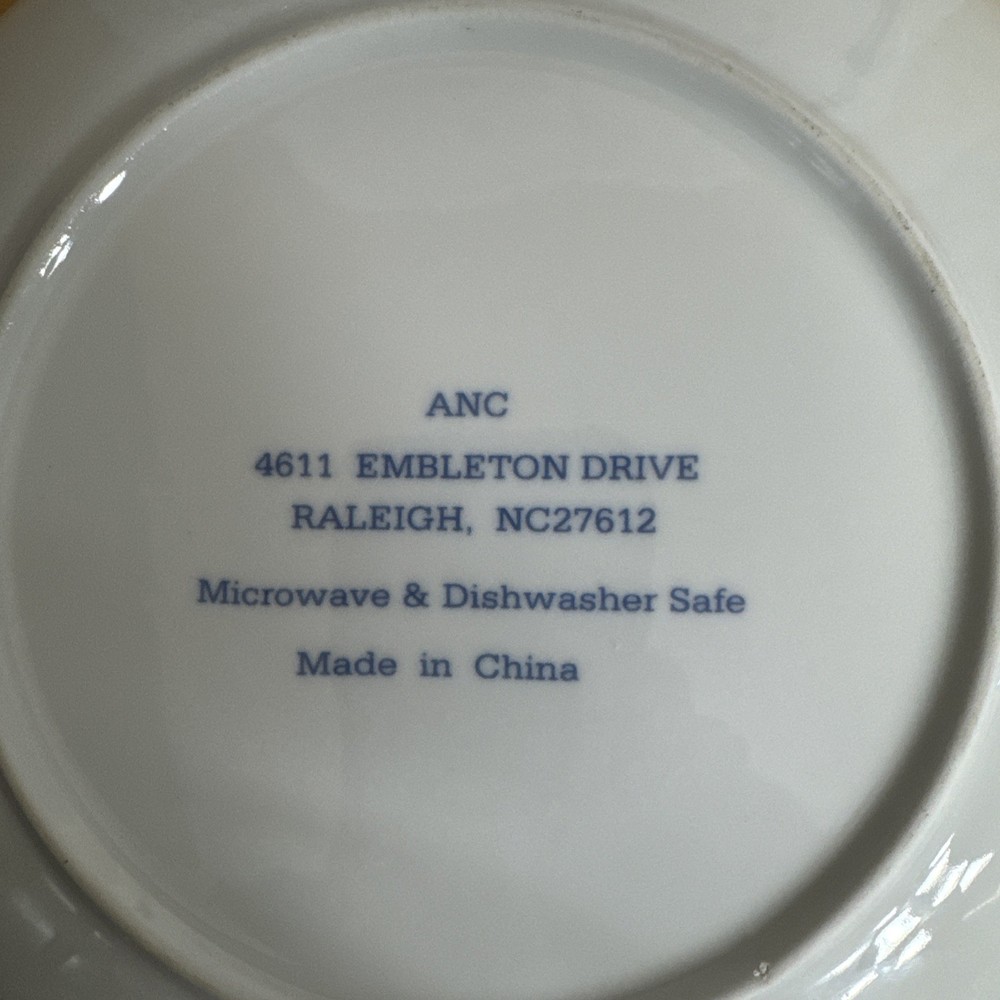 ANC
4611 EMBLETON DRIVE
RALEIGH, NC27612
Microwave & Dishwasher Safe
Made in China